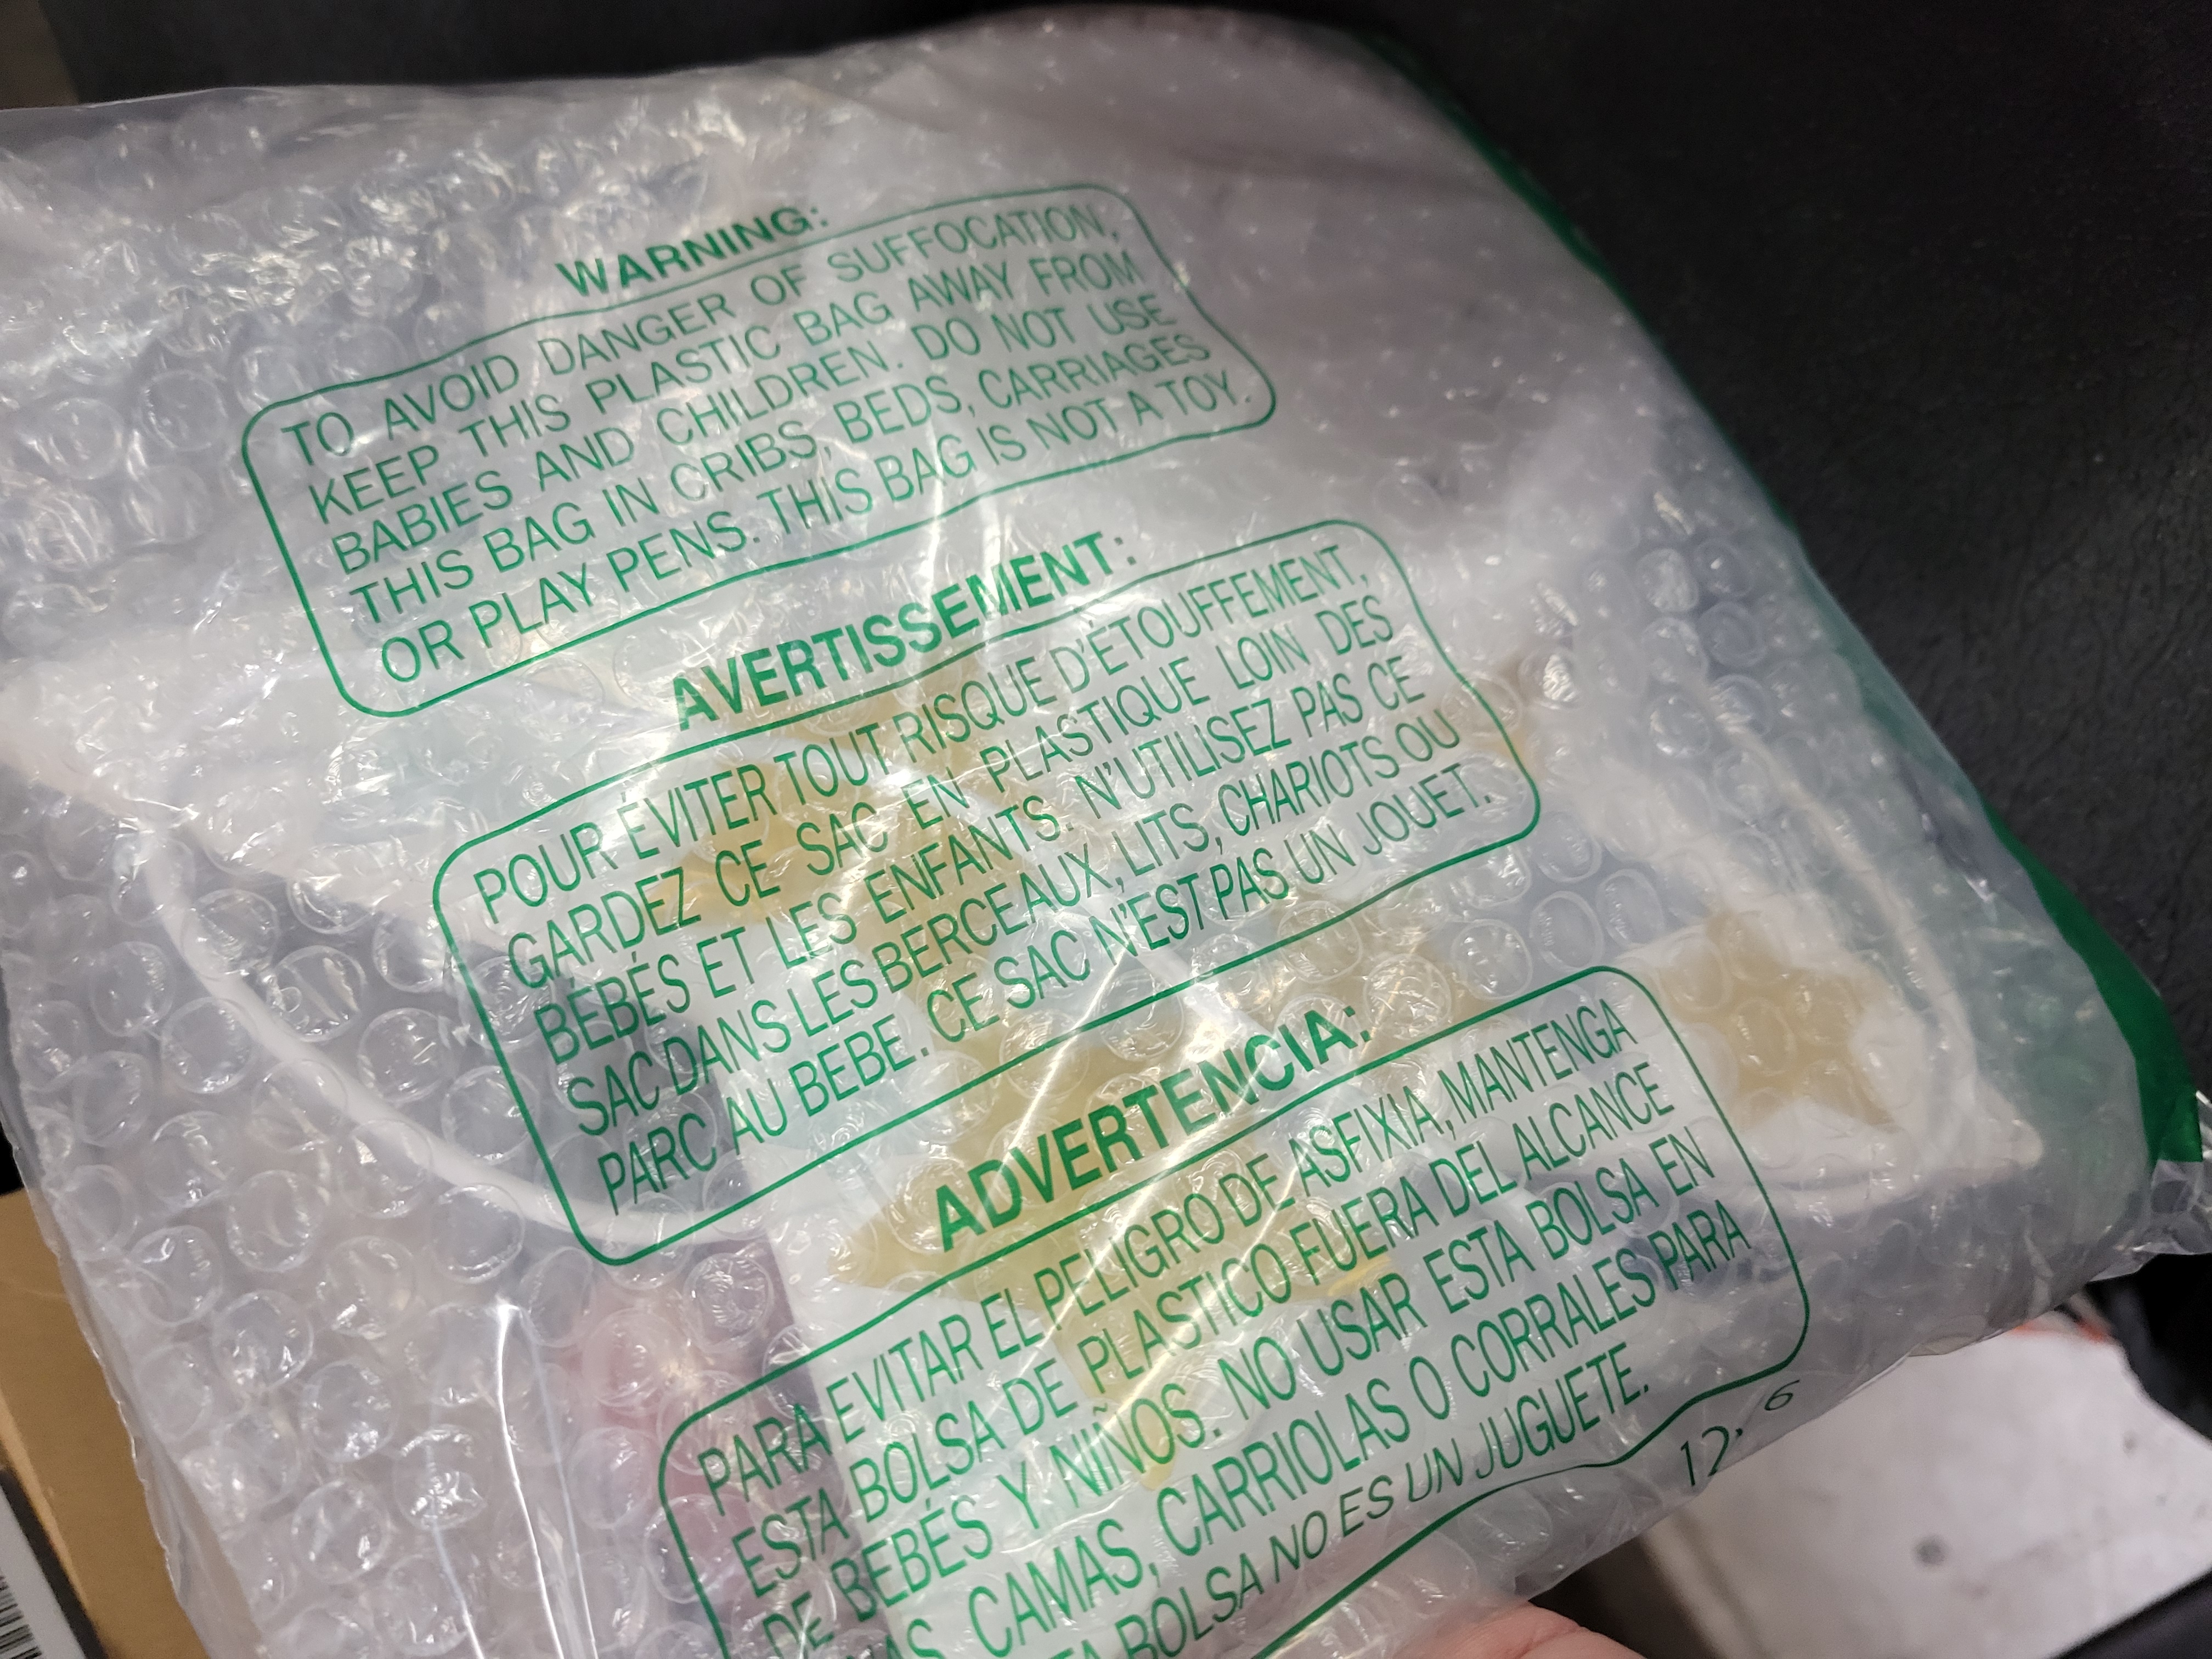 WARNING:
TO AVOID DANGER OF SUFFOCATION,
KEEP THIS PLASTIC BAG AWAY FROM
BABIES AND CHILDREN. DO NOT USE
THIS BAG IN CRIBS, BEDS, CARRIAGES
OR PLAY PENS. THIS BAG IS NOT A TOY.
AVERTISSEMENT:
POUR ÉVITER TOUT RISQUE D'ÉTOUFFEMENT,
GARDEZ CE SAC EN PLASTIQUE LOIN DES
BÉBÉS ET LES ENFANTS. N'UTILISEZ PAS CE
SAC DANS LES BERCEAUX, LITS, CHARIOTS OU
PARC AU BEBE. CE SAC N'EST PAS UN JOUET.
ADVERTENCIA:
PARA EVITAR EL PELIGRO DE ASFIXIA, MANTENGA
ESTA BOLSA DE PLASTICO FUERA DEL ALCANCE
DE BEBÉS Y NIÑOS. NO USAR ESTA BOLSA EN
CAMAS, CARRIOLAS O CORRALES PARA
BOLSA NO ES UN JUGUETE.